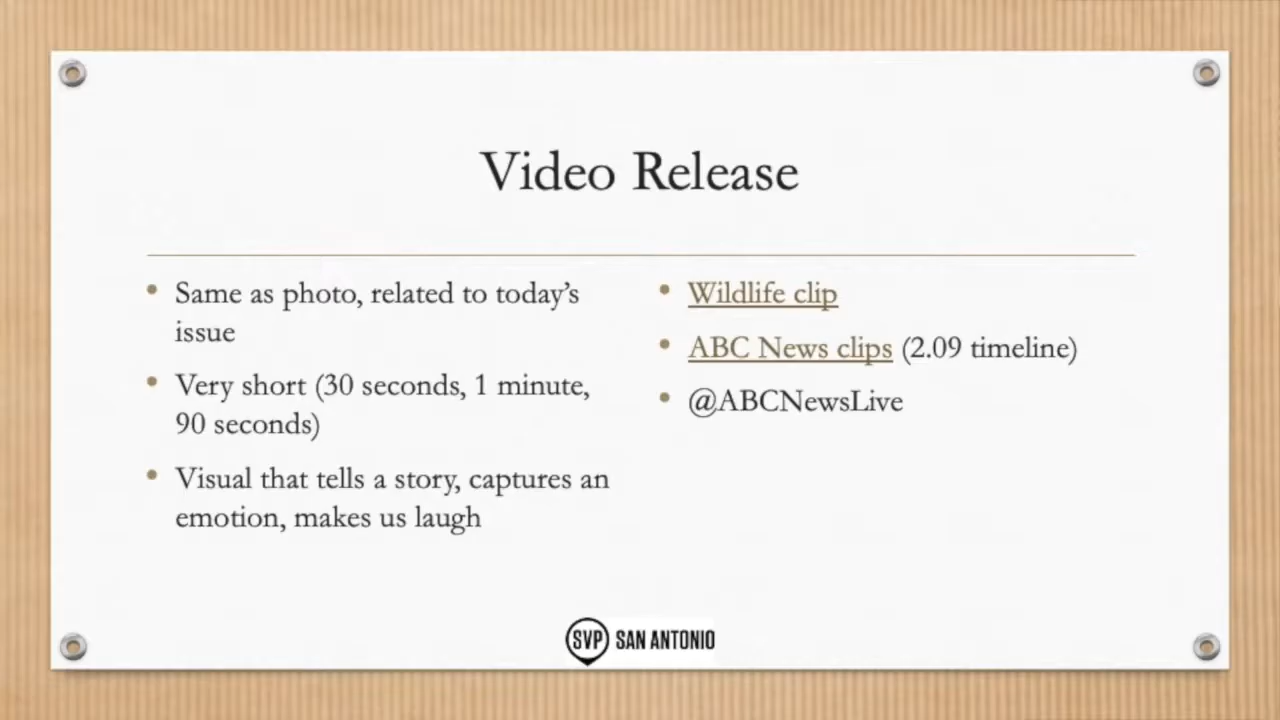 Video Release
• Same as photo, related to today’s
issue
• Very short (30 seconds, 1 minute,
90 seconds)
• Visual that tells a story, captures an
emotion, makes us laugh
• Wildlife clip
• ABC News clips (2.09 timeline)
• @ABCNewsLive
SVP SAN ANTONIO